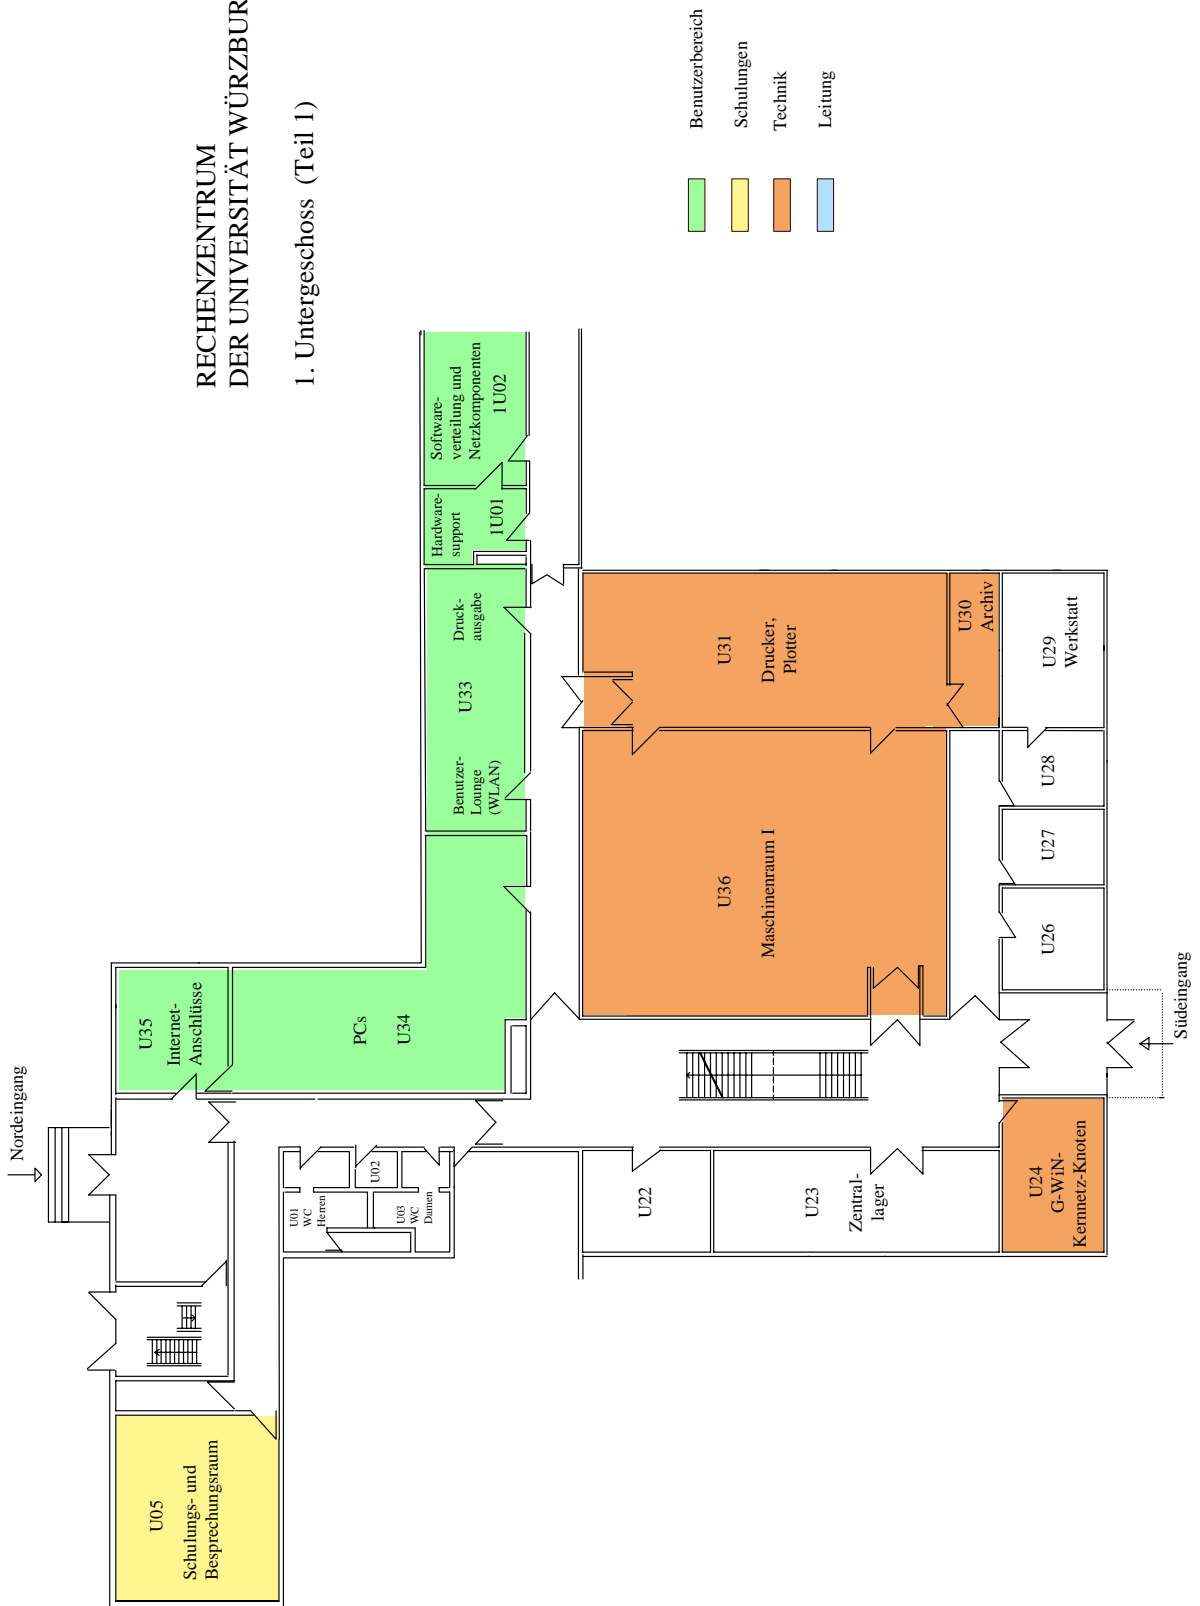 RECHENZENTRUM
DER UNIVERSITÄT WÜRZBUR
1. Untergeschoss (Teil 1)
Benutzerbereich
Schulungen
Technik
Leitung
Nordeingang
U05
Schulungs- und
Besprechungsraum
U35
Internet-
Anschlüsse
U01
WC
Herren
U02
U03
WC
Damen
PCs
U34
Benutzer-
Lounge
(WLAN)
U33
Druck-
ausgabe
Hardware-
support
1U01
Software-
verteilung und
Netzkomponenten
1U02
U22
U23
Zentral-
lager
U24
G-WiN-
Kernnetz-Knoten
U36
Maschinenraum I
U31
Drucker,
Plotter
U30
Archiv
U26
U27
U28
U29
Werkstatt
Südeingang